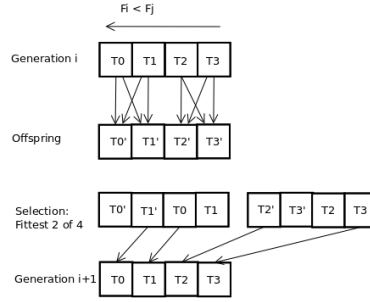 Fi < Fj
Generation i
T0 T1 T2 T3
Offspring
T0' T1' T2' T3'
Selection:
Fittest 2 of 4
T0' T1' T0 T1 T2' T3' T2 T3
Generation i+1
T0 T1 T2 T3